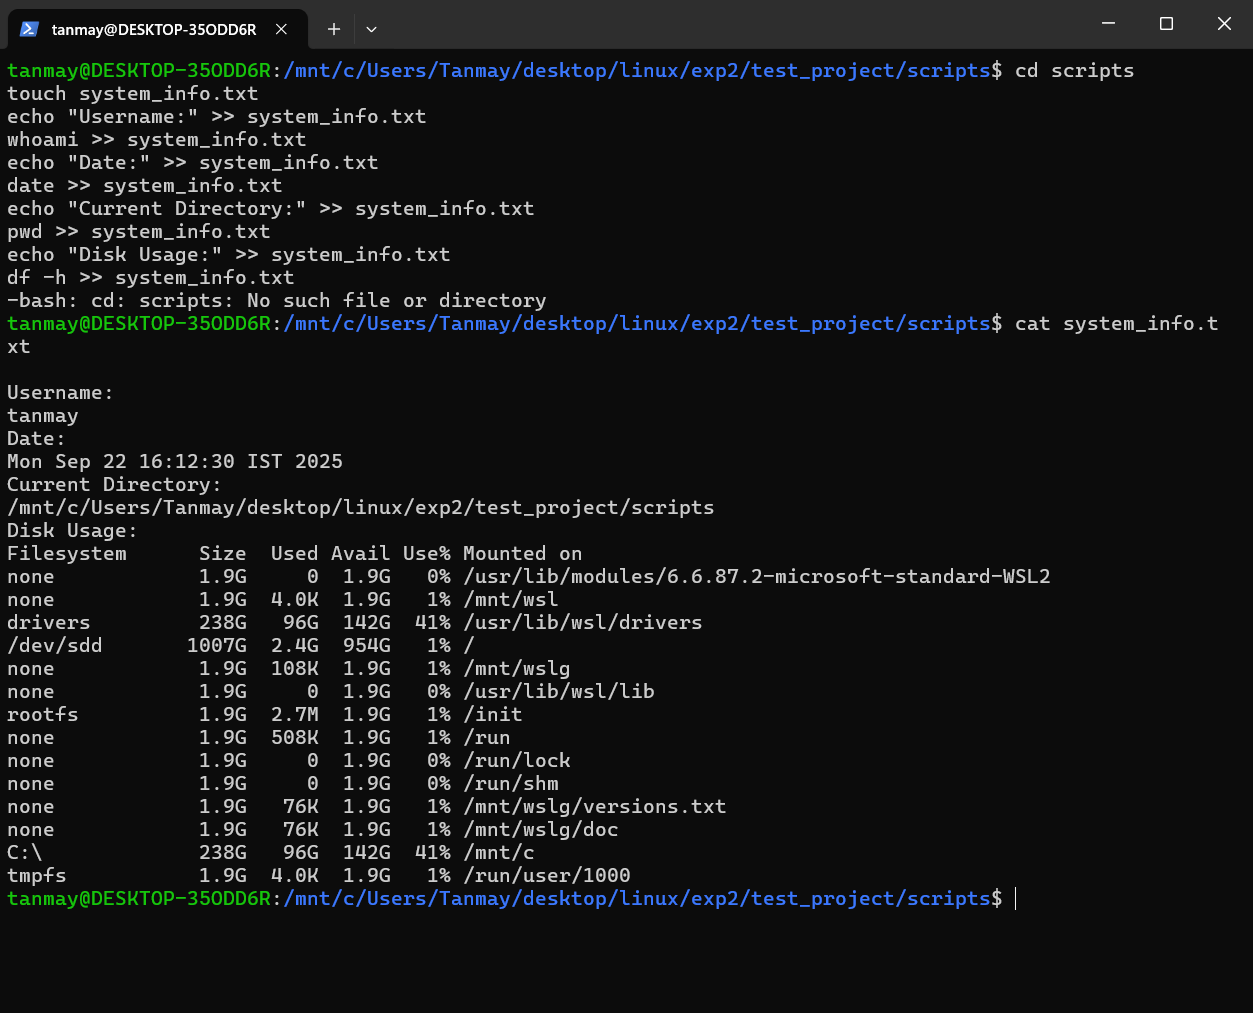 tanmay@DESKTOP-35ODD6R
tanmay@DESKTOP-35ODD6R:/mnt/c/Users/Tanmay/desktop/linux/exp2/test_project/scripts$ cd scripts
touch system_info.txt
echo "Username:" >> system_info.txt
whoami >> system_info.txt
echo "Date:" >> system_info.txt
date >> system_info.txt
echo "Current Directory:" >> system_info.txt
pwd >> system_info.txt
echo "Disk Usage:" >> system_info.txt
df -h >> system_info.txt
-bash: cd: scripts: No such file or directory
tanmay@DESKTOP-35ODD6R:/mnt/c/Users/Tanmay/desktop/linux/exp2/test_project/scripts$ cat system_info.t
xt
Username:
tanmay
Date:
Mon Sep 22 16:12:30 IST 2025
Current Directory:
/mnt/c/Users/Tanmay/desktop/linux/exp2/test_project/scripts
Disk Usage:
Filesystem      Size  Used Avail Use% Mounted on
none            1.9G     0  1.9G   0% /usr/lib/modules/6.6.87.2-microsoft-standard-WSL2
none            1.9G  4.0K  1.9G   1% /mnt/wsl
drivers         238G   96G  142G  41% /usr/lib/wsl/drivers
/dev/sdd       1007G  2.4G  954G   1% /
none            1.9G  108K  1.9G   1% /mnt/wslg
none            1.9G     0  1.9G   0% /usr/lib/wsl/lib
rootfs          1.9G  2.7M  1.9G   1% /init
none            1.9G  508K  1.9G   1% /run
none            1.9G     0  1.9G   0% /run/lock
none            1.9G     0  1.9G   0% /run/shm
none            1.9G   76K  1.9G   1% /mnt/wslg/versions.txt
none            1.9G   76K  1.9G   1% /mnt/wslg/doc
C:\             238G   96G  142G  41% /mnt/c
tmpfs           1.9G  4.0K  1.9G   1% /run/user/1000
tanmay@DESKTOP-35ODD6R:/mnt/c/Users/Tanmay/desktop/linux/exp2/test_project/scripts$